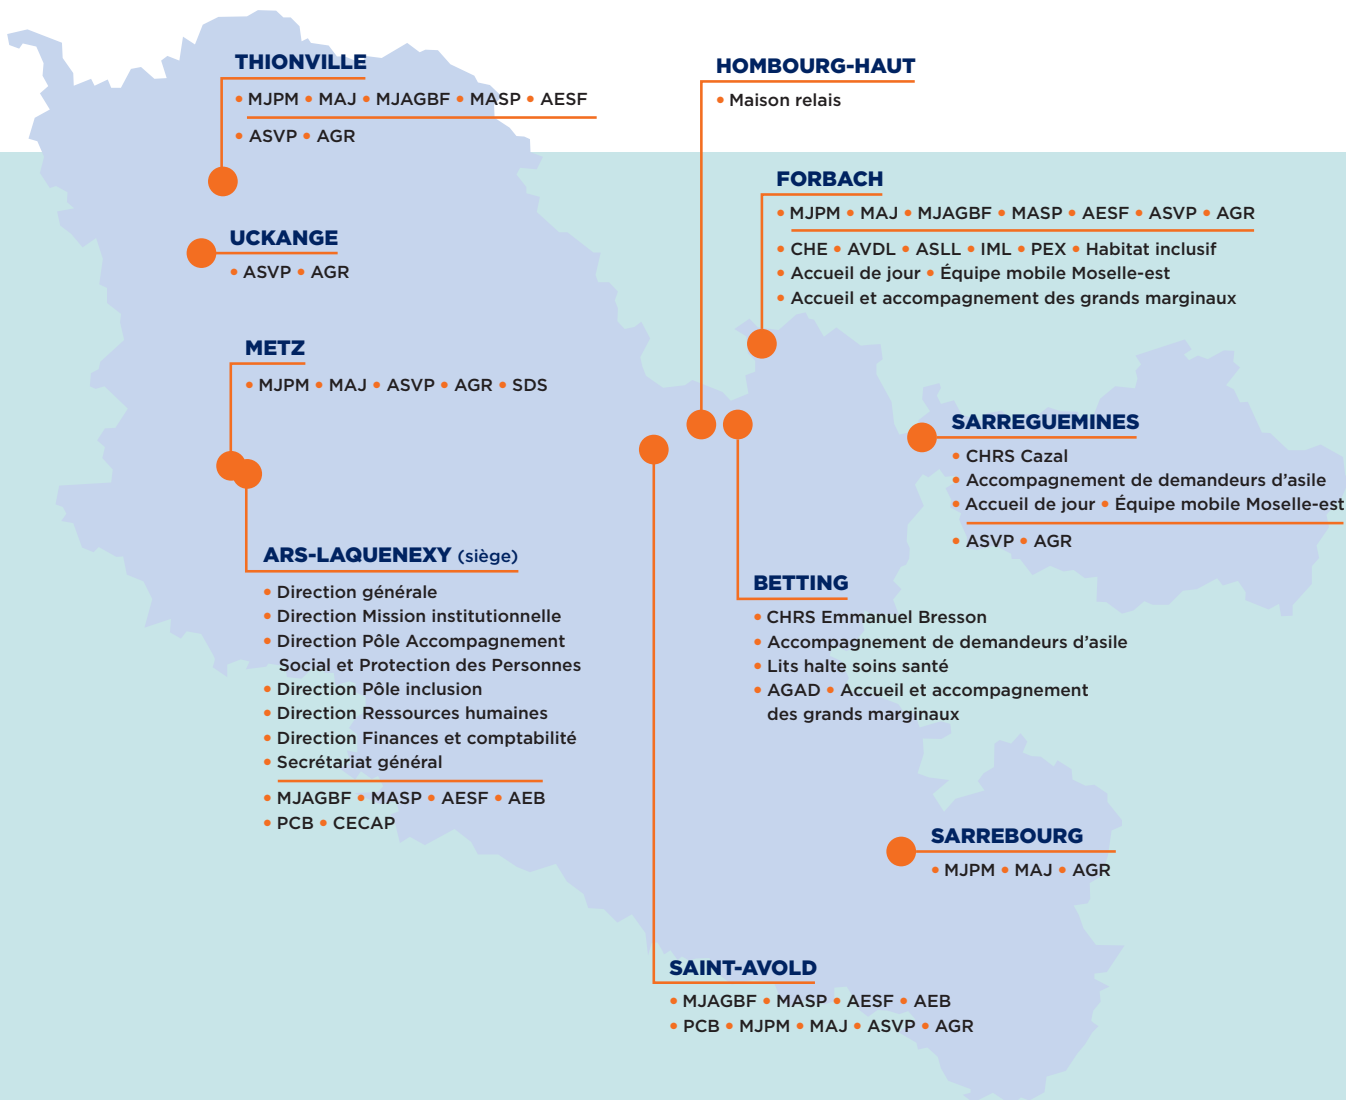 THIONVILLE
• MJPM • MAJ • MJAGBF • MASP • AESF
• ASVP • AGR
HOMBOURG-HAUT
• Maison relais
FORBACH
• MJPM • MAJ • MJAGBF • MASP • AESF • ASVP • AGR
• CHE • AVDL • ASLL • IML • PEX • Habitat inclusif
• Accueil de jour • Équipe mobile Moselle-est
• Accueil et accompagnement des grands marginaux
UCKANGE
• ASVP • AGR
METZ
• MJPM • MAJ • ASVP • AGR • SDS
SARREGUEMINES
• CHRS Cazal
• Accompagnement de demandeurs d’asile
• Accueil de jour • Équipe mobile Moselle-est
• ASVP • AGR
ARS-LAQUENEXY (siège)
• Direction générale
• Direction Mission institutionnelle
• Direction Pôle Accompagnement
Social et Protection des Personnes
• Direction Pôle inclusion
• Direction Ressources humaines
• Direction Finances et comptabilité
• Secrétariat général
• MJAGBF • MASP • AESF • AEB
• PCB • CECAP
BETTING
• CHRS Emmanuel Bresson
• Accompagnement de demandeurs d’asile
• Lits halte soins santé
• AGAD • Accueil et accompagnement
des grands marginaux
SARREBOURG
• MJPM • MAJ • AGR
SAINT-AVOLD
• MJAGBF • MASP • AESF • AEB
• PCB • MJPM • MAJ • ASVP • AGR